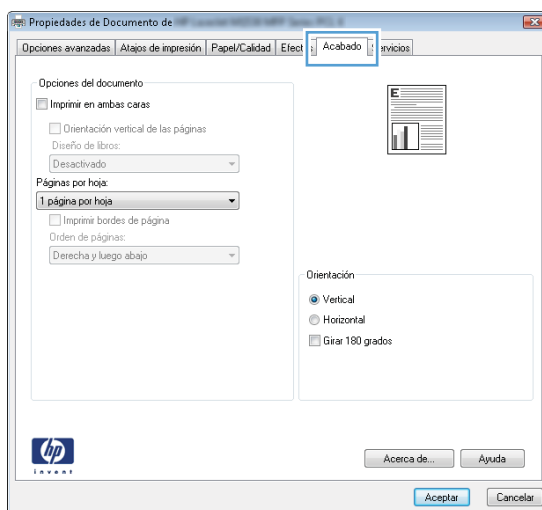 Propiedades de Documento de
Opciones avanzadas Atajos de impresión Papel/Calidad Efect Acabado ervicios
Opciones del documento
Imprimir en ambas caras
Orientación vertical de las páginas
Diseño de libros:
Desactivado
Páginas por hoja:
1 página por hoja
Imprimir bordes de página
Orden de páginas:
Derecha y luego abajo
E
Orientación
Vertical
Horizontal
Girar 180 grados
hp
invent
Acerca de... Ayuda
Aceptar Cancelar